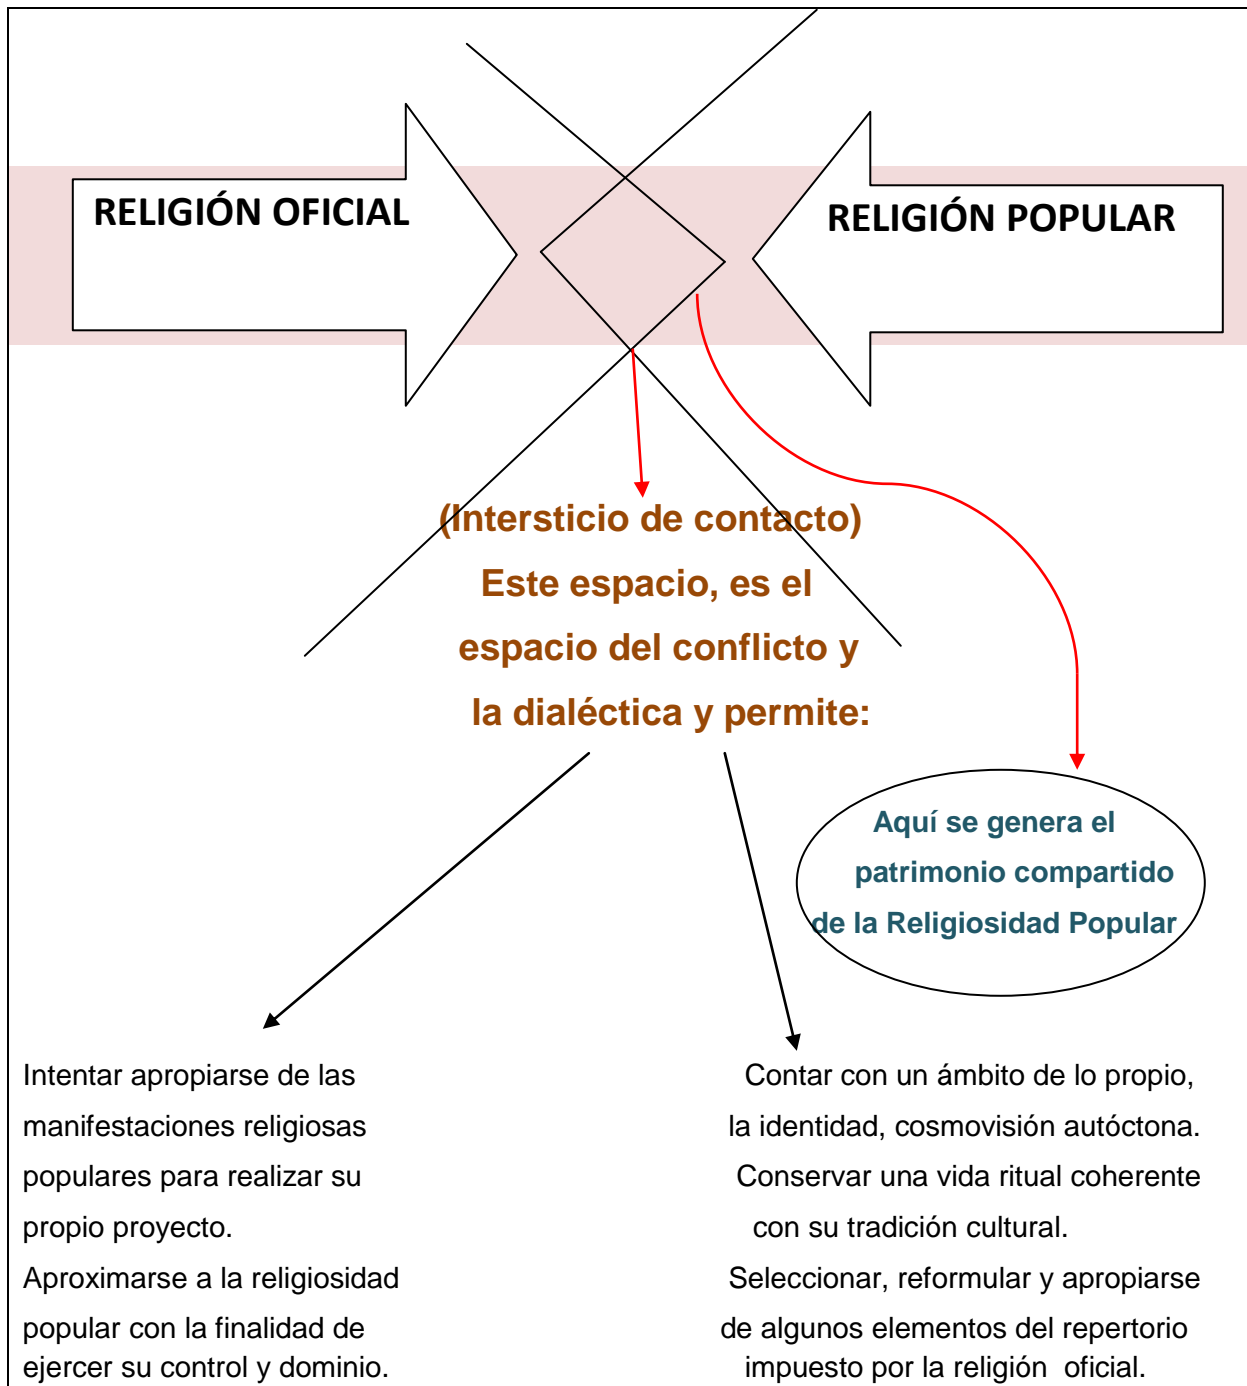 RELIGIÓN OFICIAL
RELIGIÓN POPULAR
(Intersticio de contacto)
Este espacio, es el
espacio del conflicto y
la dialéctica y permite:
Aquí se genera el
patrimonio compartido
de la Religiosidad Popular
Intentar apropiarse de las
manifestaciones religiosas
populares para realizar su
propio proyecto.
Aproximarse a la religiosidad
popular con la finalidad de
ejercer su control y dominio.
Contar con un ámbito de lo propio,
la identidad, cosmovisión autóctona.
Conservar una vida ritual coherente
con su tradición cultural.
Seleccionar, reformular y apropiarse
de algunos elementos del repertorio
impuesto por la religión oficial.